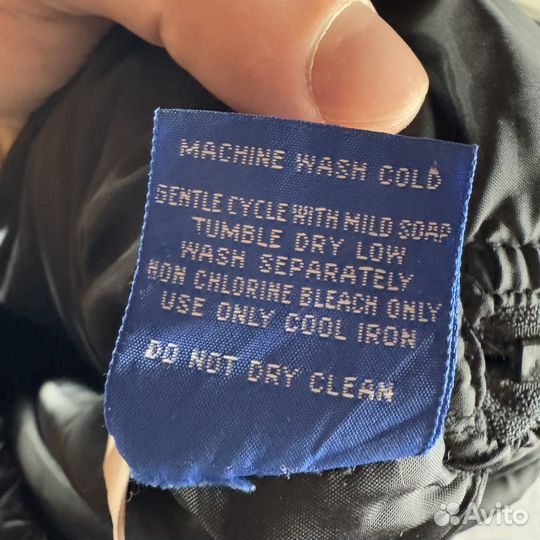 MACHINE WASH COLD
GENTLE CYCLE WITH MILD SOAP
TUMBLE DRY LOW
WASH SEPARATELY
NON CHLORINE BLEACH ONLY
USE ONLY COOL IRON
DO NOT DRY CLEAN
Avito